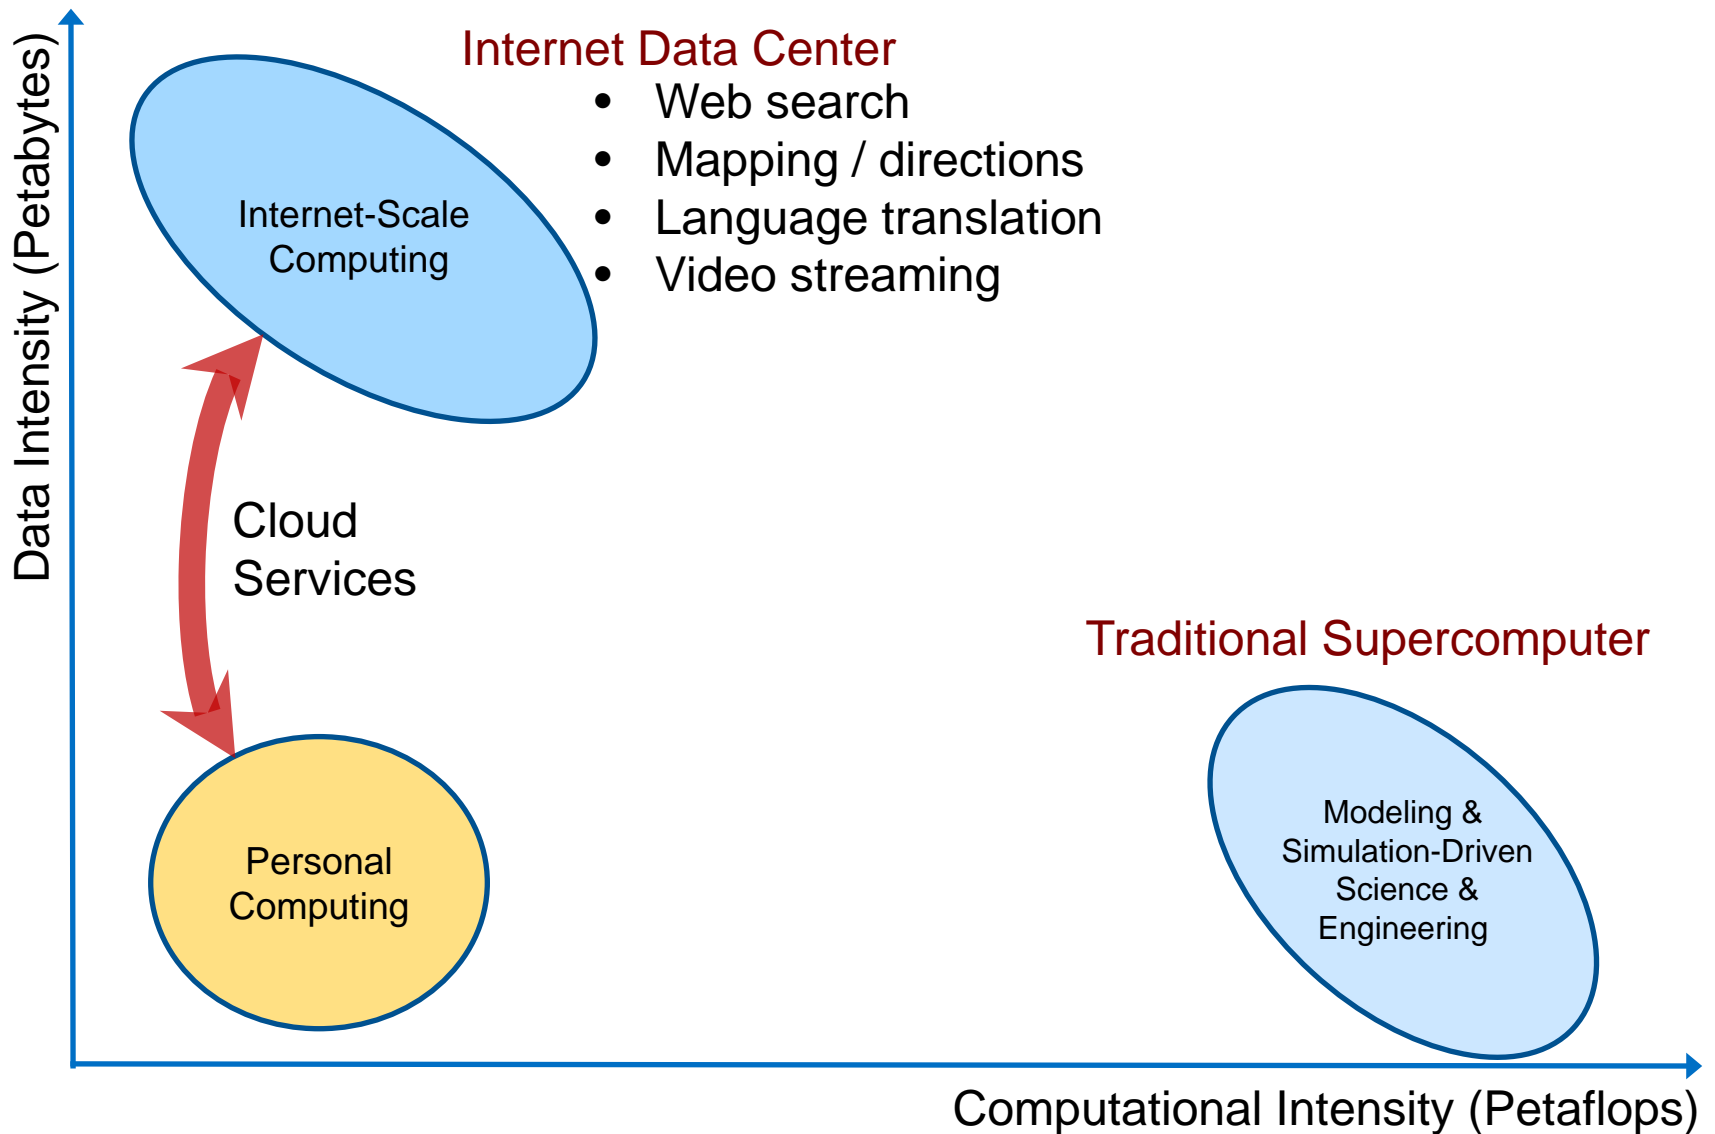 Data Intensity (Petabytes)
Internet Data Center
• Web search
• Mapping / directions
• Language translation
• Video streaming
Internet-Scale
Computing
Cloud
Services
Personal
Computing
Traditional Supercomputer
Modeling &
Simulation-Driven
Science &
Engineering
Computational Intensity (Petaflops)